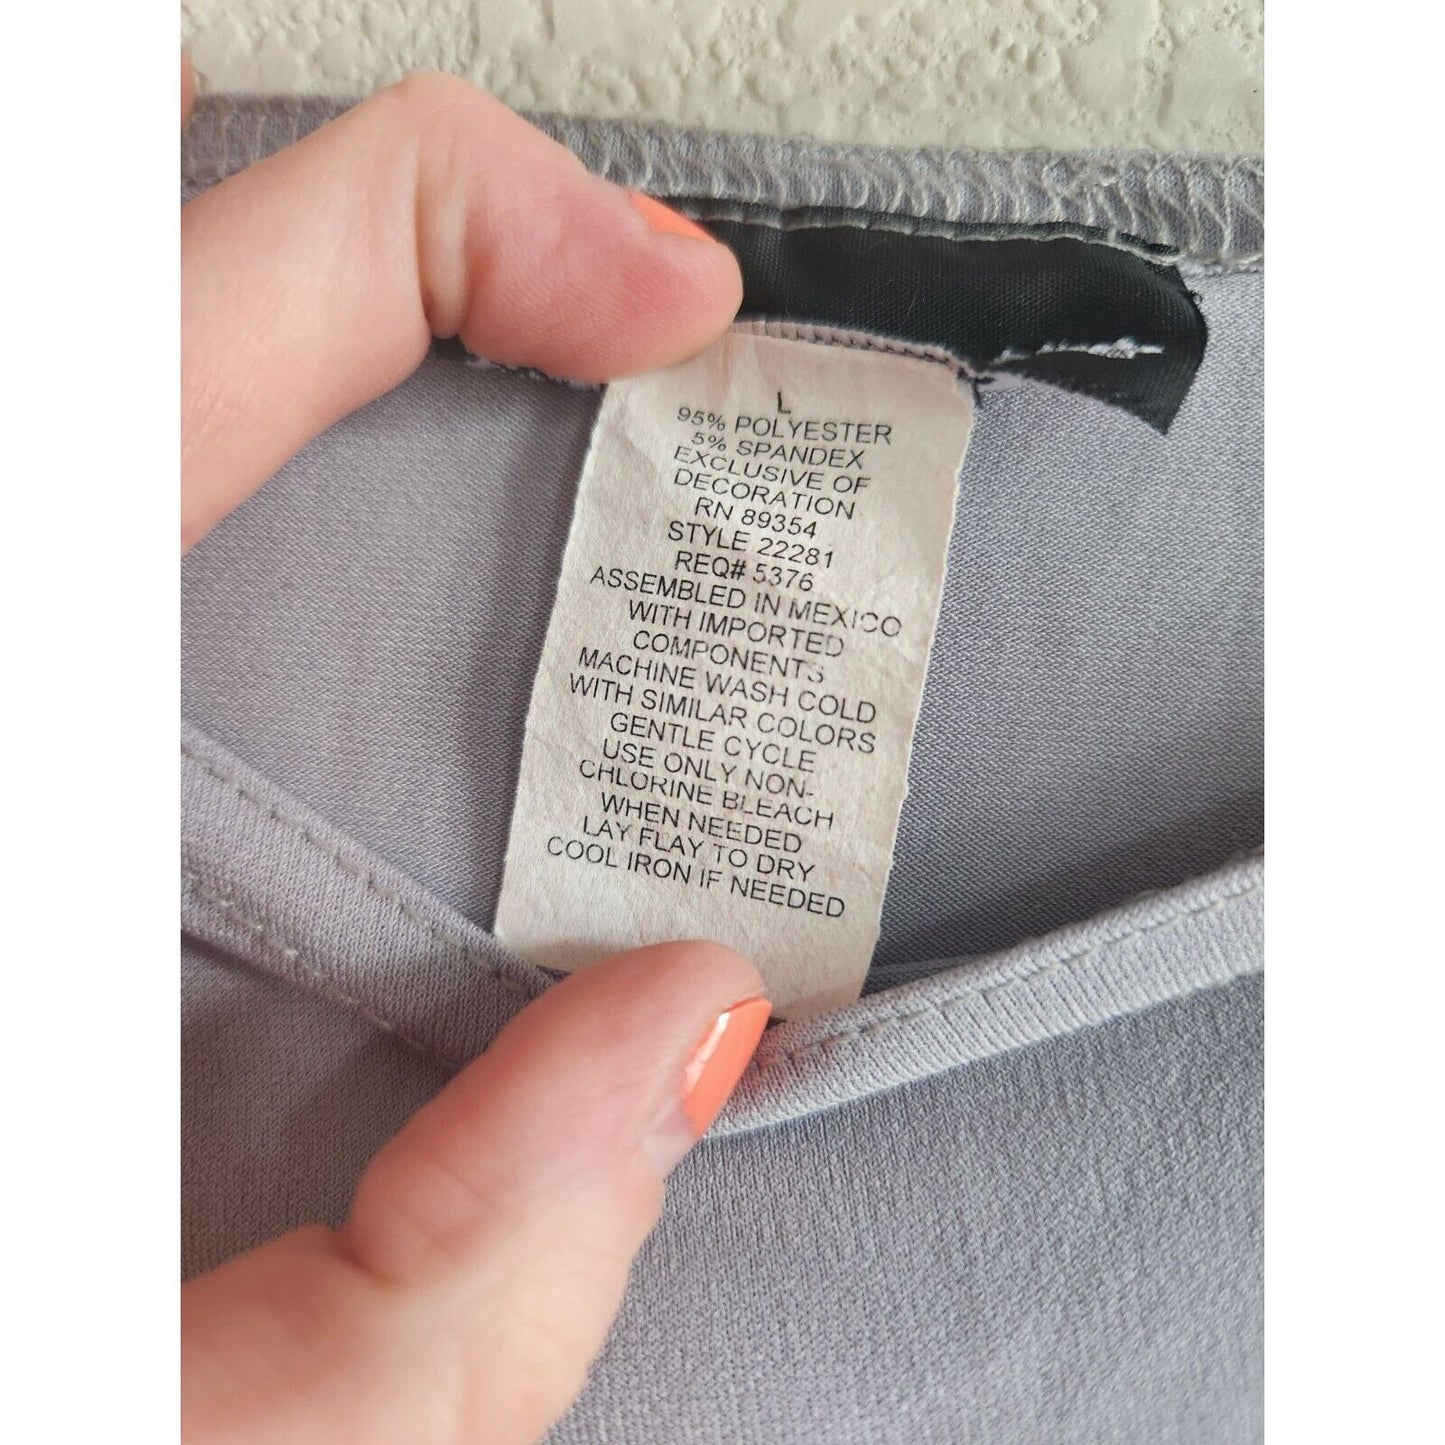 L
95% POLYESTER
5% SPANDEX
EXCLUSIVE OF
DECORATION
RN 89354
STYLE 22281
REQ# 5376
ASSEMBLED IN MEXICO
WITH IMPORTED
COMPONENTS
MACHINE WASH COLD
WITH SIMILAR COLORS
GENTLE CYCLE
USE ONLY NON-
CHLORINE BLEACH
WHEN NEEDED
LAY FLAY TO DRY
COOL IRON IF NEEDED